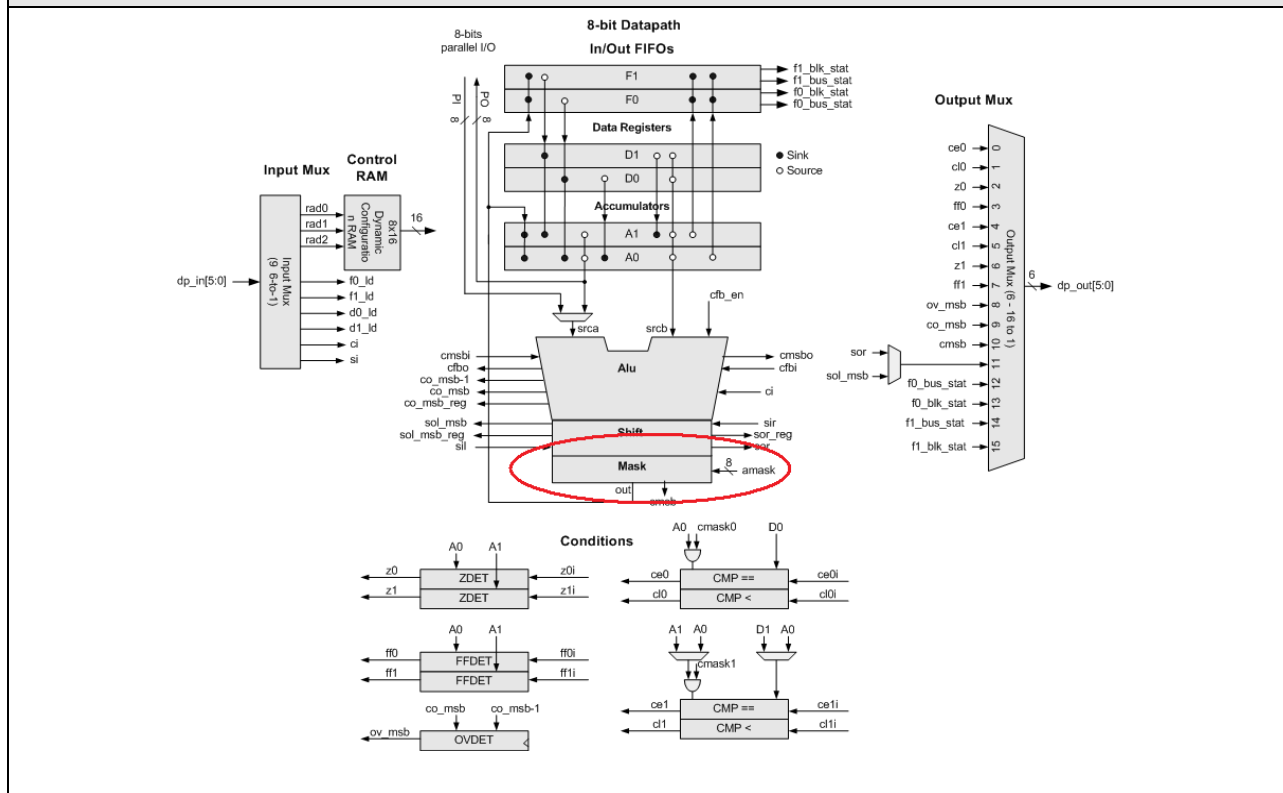 8-bit Datapath
8-bits
parallel I/O
In/Out FIFOs
F1
F0
f1_blk_stat
f1_bus_stat
f0_blk_stat
f0_bus_stat
PI
PO
8
8
Data Registers
D1
D0
Sink
Source
Accumulators
A1
A0
Input Mux
Control
RAM
rad0
rad1
rad2
8x16
Dynamic
Configuratio
n RAM
16
Input Mux
(9 6-to-1)
dp_in[5:0]
f0_ld
f1_ld
d0_ld
d1_ld
ci
si
cfb_en
srca
srcb
Alu
cmsbi
cfbo
co_msb-1
co_msb
co_msb_reg
cmsbo
cfbi
ci
sol_msb
sol_msb_reg
sil
Shift
sir
sor_reg
sor
Mask
8
amask
out
cmsb
Output Mux
ce0
0
cl0
1
z0
2
ff0
3
ce1
4
cl1
5
z1
6
ff1
7
ov_msb
8
co_msb
9
cmsb
10
sor
sol_msb
11
f0_bus_stat
12
f0_blk_stat
13
f1_bus_stat
14
f1_blk_stat
15
Output Mux (6 - 16 to 1)
6
dp_out[5:0]
Conditions
A0 A1
z0 ZDET z0i
z1 ZDET z1i
A0 A1
ff0 FFDET ff0i
ff1 FFDET ff1i
co_msb co_msb-1
ov_msb OVDET
A0 cmask0 D0
ce0 CMP == ce0i
cl0 CMP < cl0i
A1 A0 D1 A0
cmask1
ce1 CMP == ce1i
cl1 CMP < cl1i